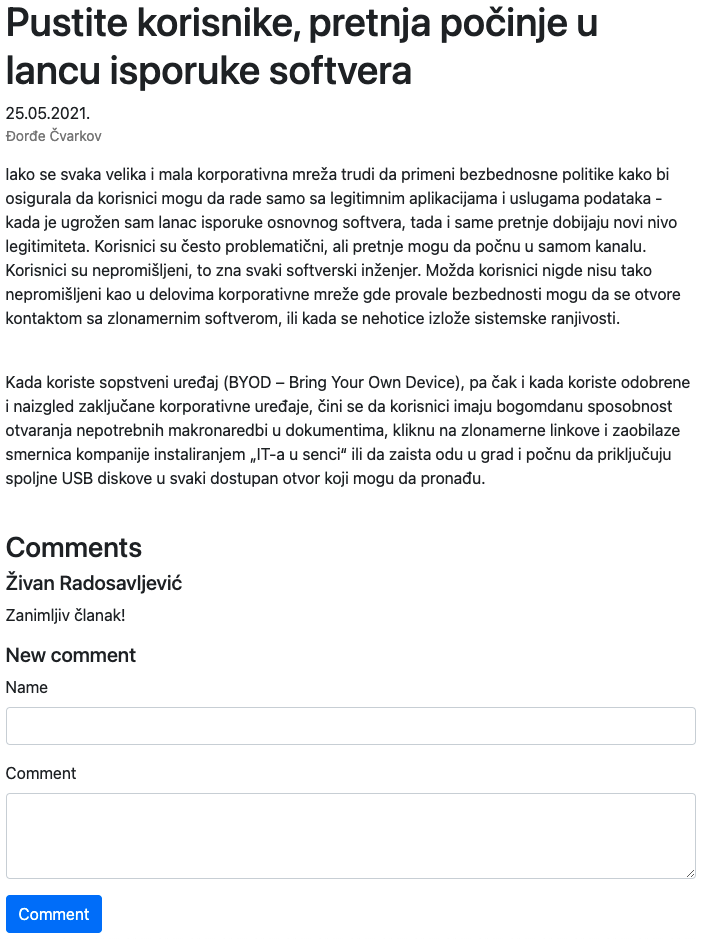 Pustite korisnike, pretnja počinje u
lancu isporuke softvera
25.05.2021.
Đorđe Čvarkov
Iako se svaka velika i mala korporativna mreža trudi da primeni bezbednosne politike kako bi
osigurala da korisnici mogu da rade samo sa legitimnim aplikacijama i uslugama podataka -
kada je ugrožen sam lanac isporuke osnovnog softvera, tada i same pretnje dobijaju novi nivo
legitimiteta. Korisnici su često problematični, ali pretnje mogu da počnu u samom kanalu.
Korisnici su nepromišljeni, to zna svaki softverski inženjer. Možda korisnici nigde nisu tako
nepromišljeni kao u delovima korporativne mreže gde provale bezbednosti mogu da se otvore
kontaktom sa zlonamernim softverom, ili kada se nehotice izlože sistemske ranjivosti.
Kada koriste sopstveni uređaj (BYOD – Bring Your Own Device), pa čak i kada koriste odobrene
i naizgled zaključane korporativne uređaje, čini se da korisnici imaju bogomdanu sposobnost
otvaranja nepotrebnih makronaredbi u dokumentima, kliknu na zlonamerne linkove i zaobilaze
smernica kompanije instaliranjem „IT-a u senci“ ili da zaista odu u grad i počnu da priključuju
spoljne USB diskove u svaki dostupan otvor koji mogu da pronađu.
Comments
Živan Radosavljević
Zanimljiv članak!
New comment
Name
Comment
Comment